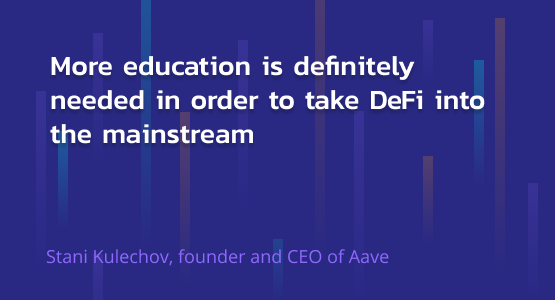 More education is definitely
needed in order to take DeFi into
the mainstream
Stani Kulechov, founder and CEO of Aave